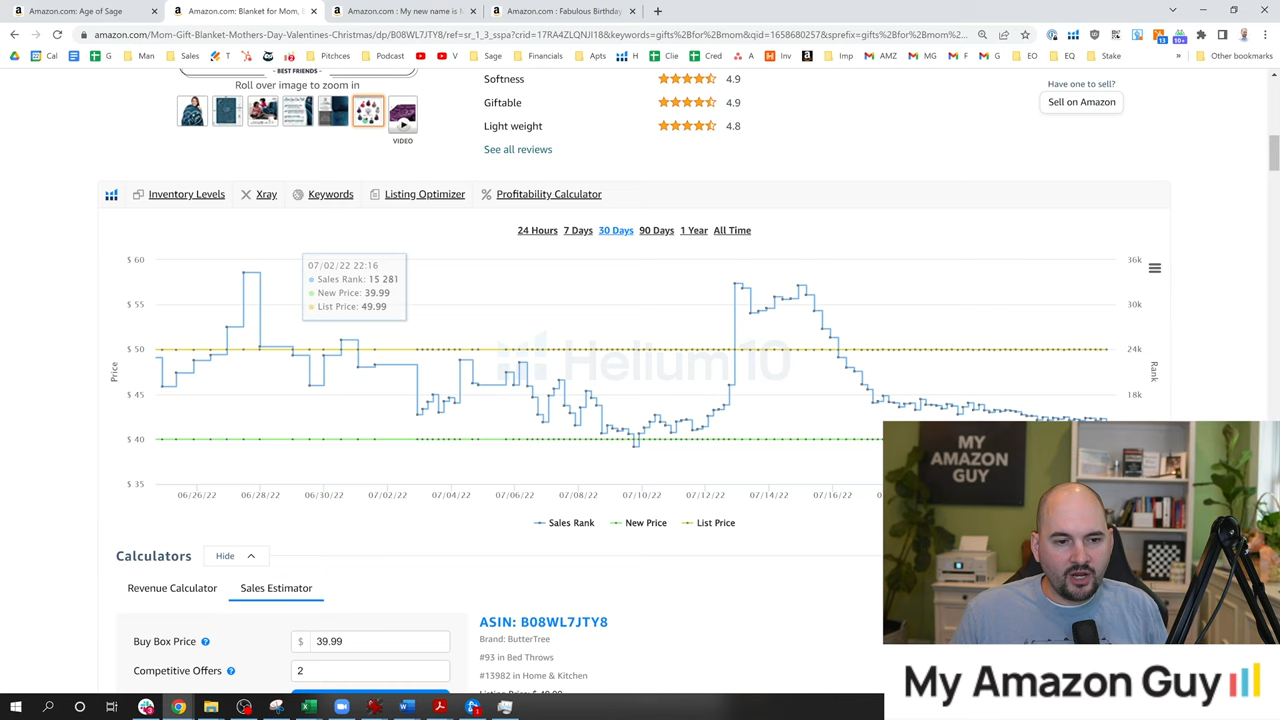 Amazon.com: Age of Sage
Amazon.com: Blanket for Mom,
Amazon.com : My new name is
Amazon.com : Fabulous Birthday
amazon.com/Mom-Gift-Blanket-Mothers-Day-Valentines-Christmas/dp/B08WL7JTY8/ref=sr_1_3_sspa?crid=17RA4ZLQNJI18&keywords=gifts%2Bfor%2Bmom&qid=1658680257&sprefix=gifts%2Bfor%2Bmom%2...
Cal G Man Sales T 12 Pitchces Podcast V Sage Financials Apts H Clie Cred A Inv Imp AMZ MG F G EO EQ Stake » Other bookmarks
BEST FRIENDS
Roll over image to zoom in
VIDEO
Softness 4.9
Giftable 4.9
Light weight 4.8
See all reviews
Have one to sell?
Sell on Amazon
Inventory Levels Xray Keywords Listing Optimizer Profitability Calculator
24 Hours 7 Days 30 Days 90 Days 1 Year All Time
$ 60 36k
07/02/22 22:16
Sales Rank: 15 281
New Price: 39.99
List Price: 49.99
$ 55 30k
$ 50 24k
Helium 10
Price Rank
$ 45 18k
$ 40
$ 35
06/26/22 06/28/22 06/30/22 07/02/22 07/04/22 07/06/22 07/08/22 07/10/22 07/12/22 07/14/22 07/16/22
Sales Rank New Price List Price
Calculators Hide
Revenue Calculator Sales Estimator
Buy Box Price $ 39.99
Competitive Offers 2
ASIN: B08WL7JTY8
Brand: ButterTree
#93 in Bed Throws
#13982 in Home & Kitchen
MY
AMAZON
GUY
My Amazon Guy